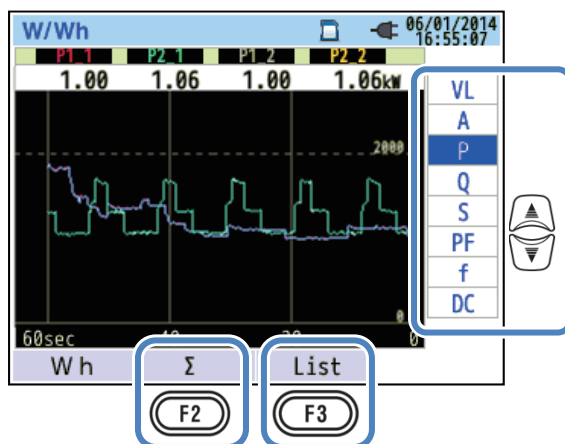 W/Wh 06/01/2014
16:55:07
P1_1 P2_1 P1_2 P2_2
1.00 1.06 1.00 1.06kW
2000
0
60sec 40 20 0
Wh Σ List
VL
A
P
Q
S
PF
f
DC
F2 F3